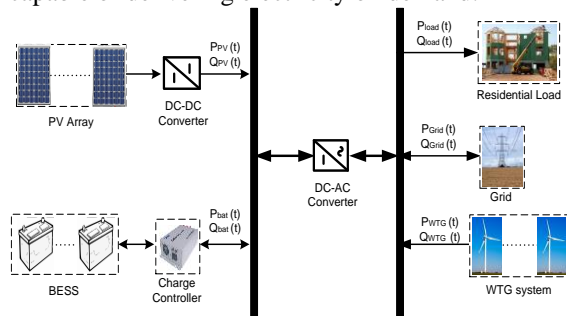 PPV (t)
QPV (t)
PV Array
DC-DC
Converter
Pbat (t)
Qbat (t)
BESS
Charge
Controller
DC-AC
Converter
Pload (t)
Qload (t)
Residential Load
PGrid (t)
QGrid (t)
Grid
PWTG (t)
QWTG (t)
WTG system